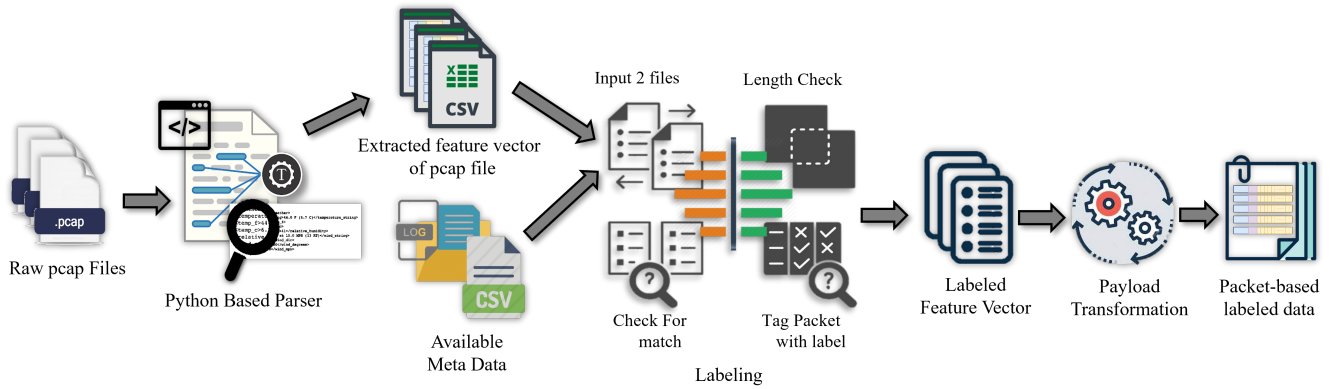 .pcap
Raw pcap Files
</>
T
Python Based Parser
X
CSV
Extracted feature vector
of pcap file
LOG
CSV
Available
Meta Data
Input 2 files
Length Check
?
?
Check For
match
Tag Packet
with label
Labeling
Labeled
Feature Vector
Payload
Transformation
Packet-based
labeled data